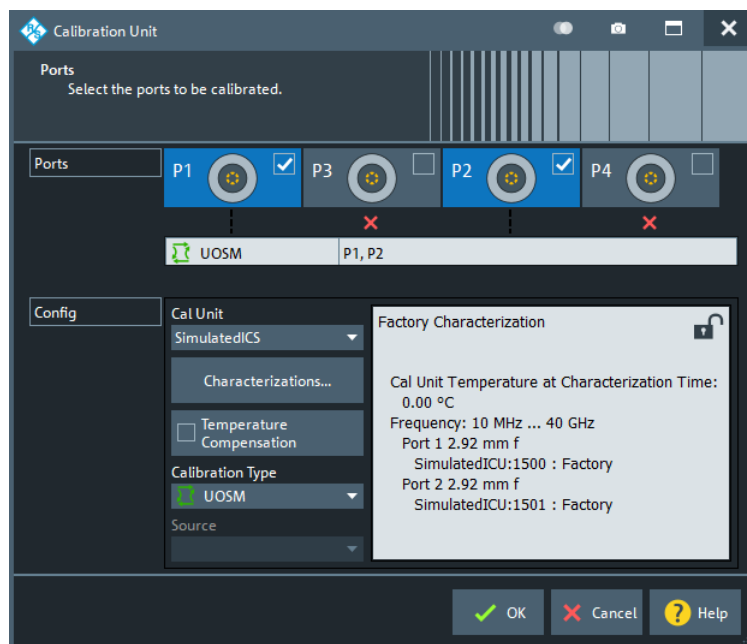 Calibration Unit
Ports
Select the ports to be calibrated.
Ports
P1
P3
P2
P4
UOSM
P1, P2
Config
Cal Unit
SimulatedICS
Characterizations...
Temperature
Compensation
Calibration Type
UOSM
Source
Factory Characterization
Cal Unit Temperature at Characterization Time:
0.00 °C
Frequency: 10 MHz ... 40 GHz
Port 1 2.92 mm f
SimulatedICU:1500 : Factory
Port 2 2.92 mm f
SimulatedICU:1501 : Factory
OK
Cancel
? Help